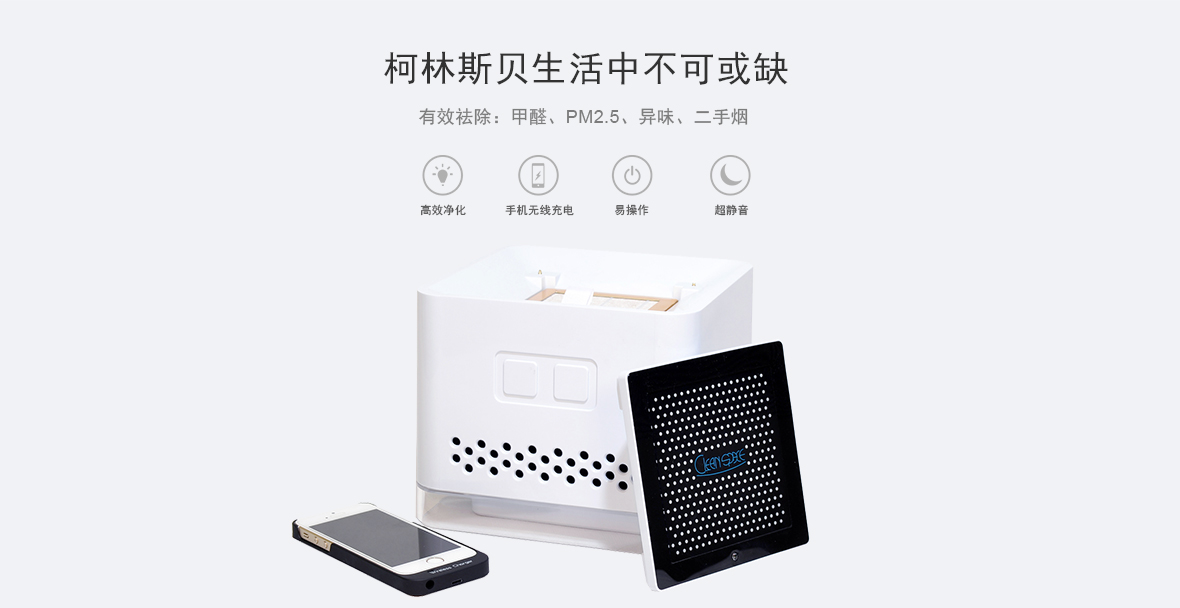 柯林斯贝生活中不可或缺
有效祛除：甲醛、PM2.5、异味、二手烟
高效净化 手机无线充电 易操作 超静音
Cleen space
Wireless Charger